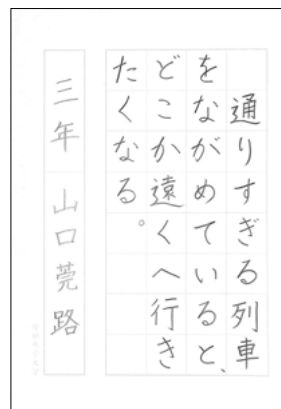 通りすぎる列車
をながめていると、
どこか遠くへ行き
たくなる。
三年 山口莞路